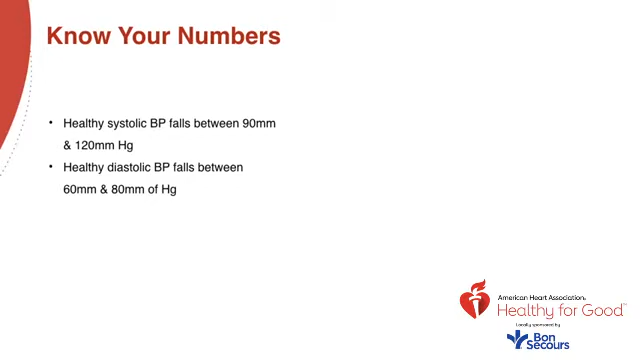 Know Your Numbers
• Healthy systolic BP falls between 90mm
& 120mm Hg
• Healthy diastolic BP falls between
60mm & 80mm of Hg
American Heart Association®
Healthy for Good™
Locally sponsored by
Bon
Secours